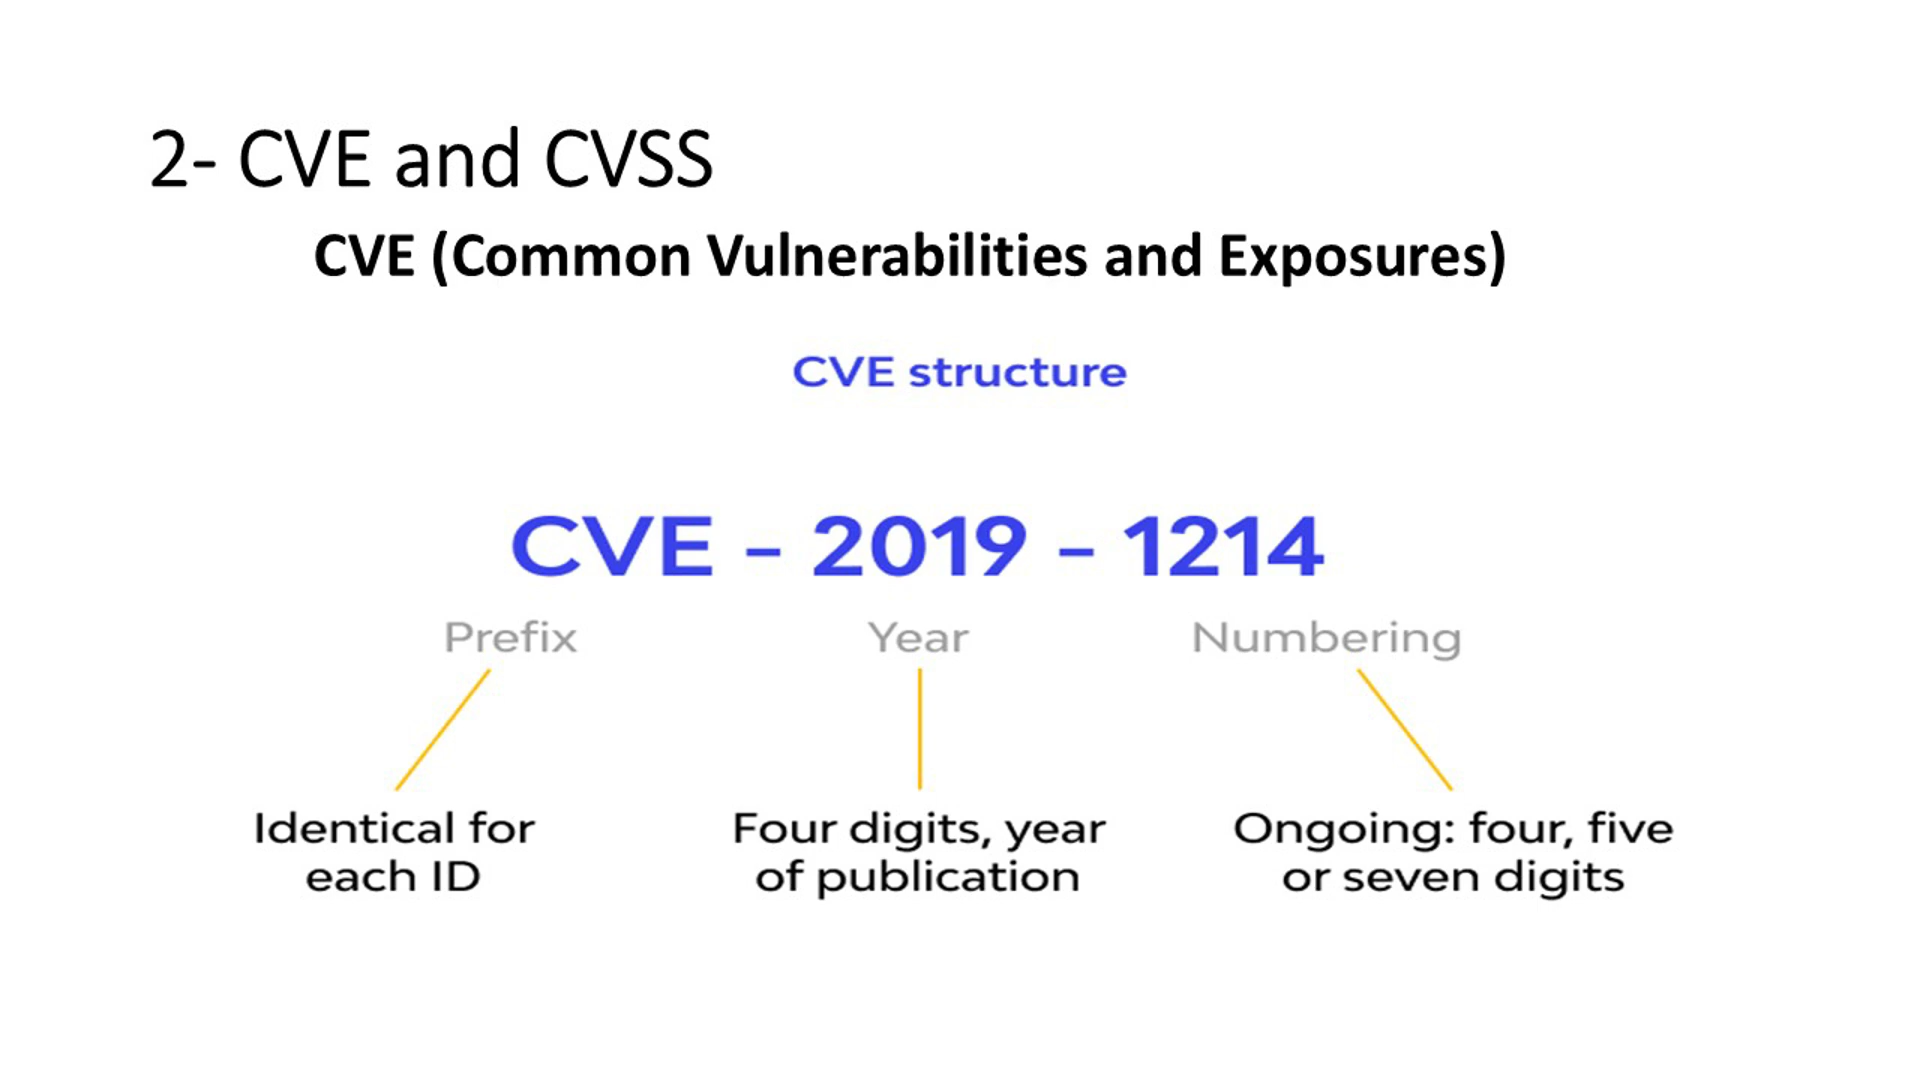 2- CVE and CVSS
CVE (Common Vulnerabilities and Exposures)
CVE structure
CVE - 2019 - 1214
Prefix Year Numbering
Identical for
each ID
Four digits, year
of publication
Ongoing: four, five
or seven digits